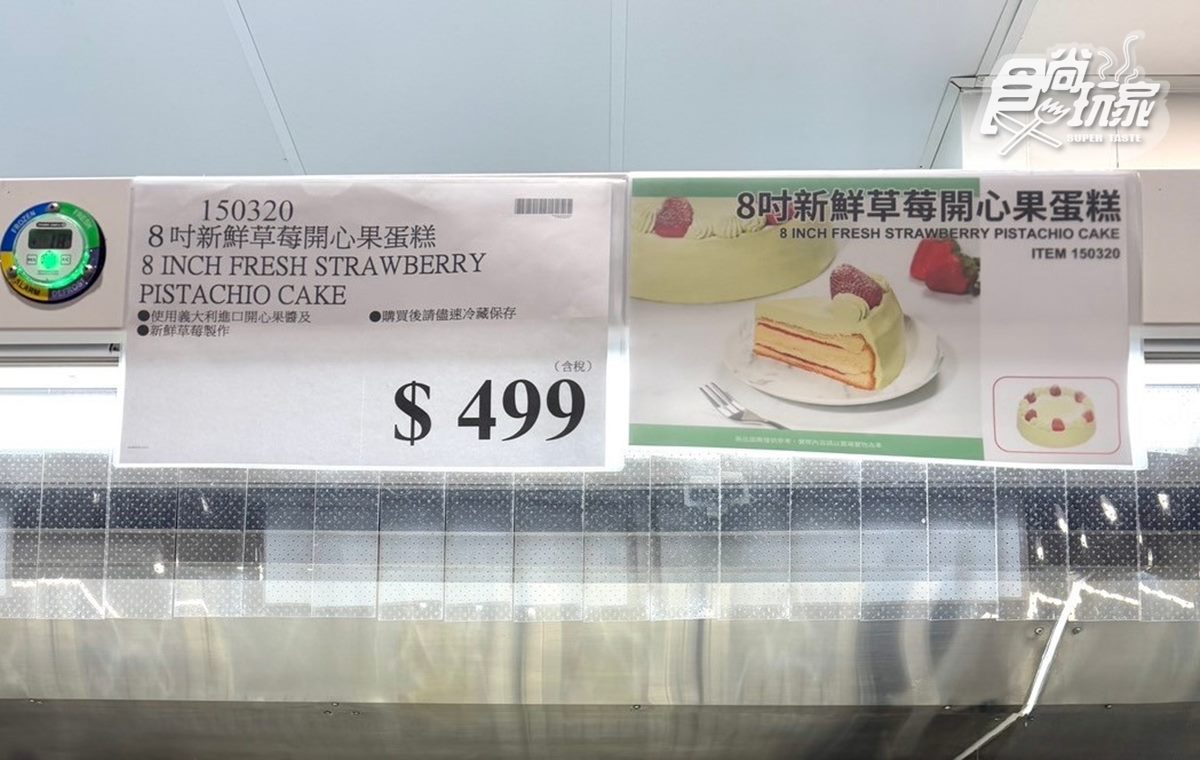 食尚玩家
SUPER TASTE
FROZEN
FRESH
ALARM
DEFROST
150320
8吋新鮮草莓開心果蛋糕
8 INCH FRESH STRAWBERRY
PISTACHIO CAKE
●使用義大利進口開心果醬及
●新鮮草莓製作
●購買後請儘速冷藏保存
(含稅)
$ 499
8吋新鮮草莓開心果蛋糕
8 INCH FRESH STRAWBERRY PISTACHIO CAKE
ITEM 150320